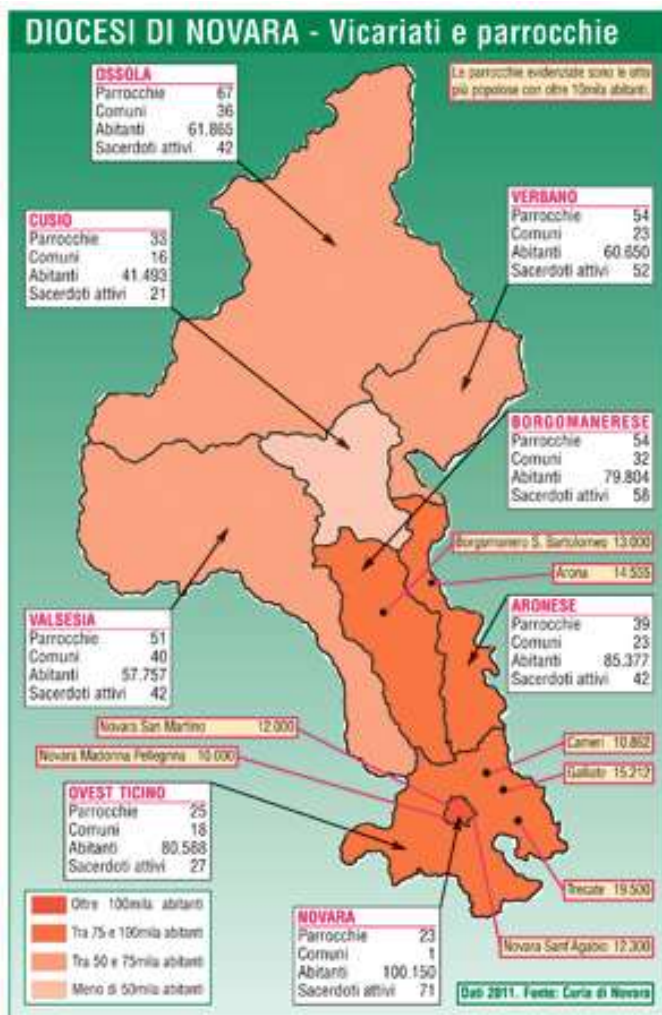 DIOCESI DI NOVARA - Vicariati e parrocchie
Le parrocchie evidenziate sono le otto
più popolose con oltre 10mila abitanti.
OSSOLA
Parrocchie 67
Comuni 36
Abitanti 61.865
Sacerdoti attivi 42
VERBANO
Parrocchie 54
Comuni 23
Abitanti 60.650
Sacerdoti attivi 52
CUSIO
Parrocchie 33
Comuni 16
Abitanti 41.493
Sacerdoti attivi 21
BORGOMANERESE
Parrocchie 54
Comuni 32
Abitanti 79.804
Sacerdoti attivi 58
Borgomanero S. Bartolomeo 13.000
Arona 14.535
VALSESIA
Parrocchie 51
Comuni 40
Abitanti 57.757
Sacerdoti attivi 42
ARONESE
Parrocchie 39
Comuni 23
Abitanti 85.377
Sacerdoti attivi 42
Novara San Martino 12.000
Novara Madonna Pellegrina 10.000
Cameri 10.862
Galliate 15.212
OVEST TICINO
Parrocchie 25
Comuni 18
Abitanti 80.588
Sacerdoti attivi 27
Trecate 19.500
Oltre 100mila abitanti
Tra 75 e 100mila abitanti
Tra 50 e 75mila abitanti
Meno di 50mila abitanti
NOVARA
Parrocchie 23
Comuni 1
Abitanti 100.150
Sacerdoti attivi 71
Novara Sant'Agabio 12.300
Dati 2011. Fonte: Curia di Novara